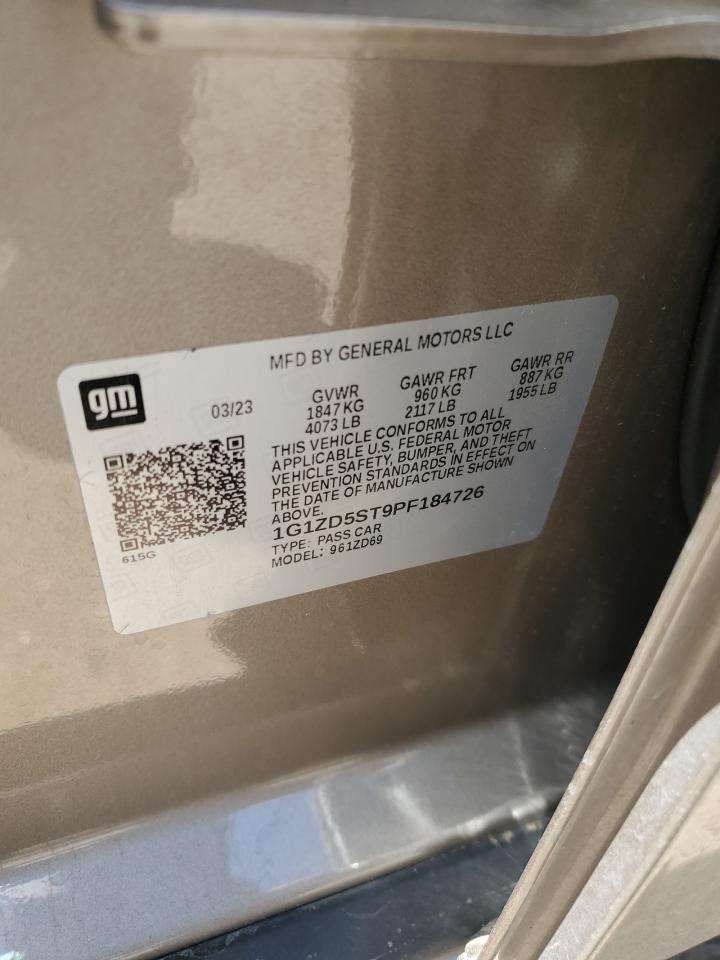 MFD BY GENERAL MOTORS LLC
gm
03/23
GVWR
1847 KG
4073 LB
GAWR FRT
960 KG
2117 LB
GAWR RR
887 KG
1955 LB
THIS VEHICLE CONFORMS TO ALL
APPLICABLE U.S. FEDERAL MOTOR
VEHICLE SAFETY, BUMPER, AND THEFT
PREVENTION STANDARDS IN EFFECT ON
THE DATE OF MANUFACTURE SHOWN
ABOVE.
1G1ZD5ST9PF184726
TYPE: PASS CAR
MODEL: 961ZD69
615G